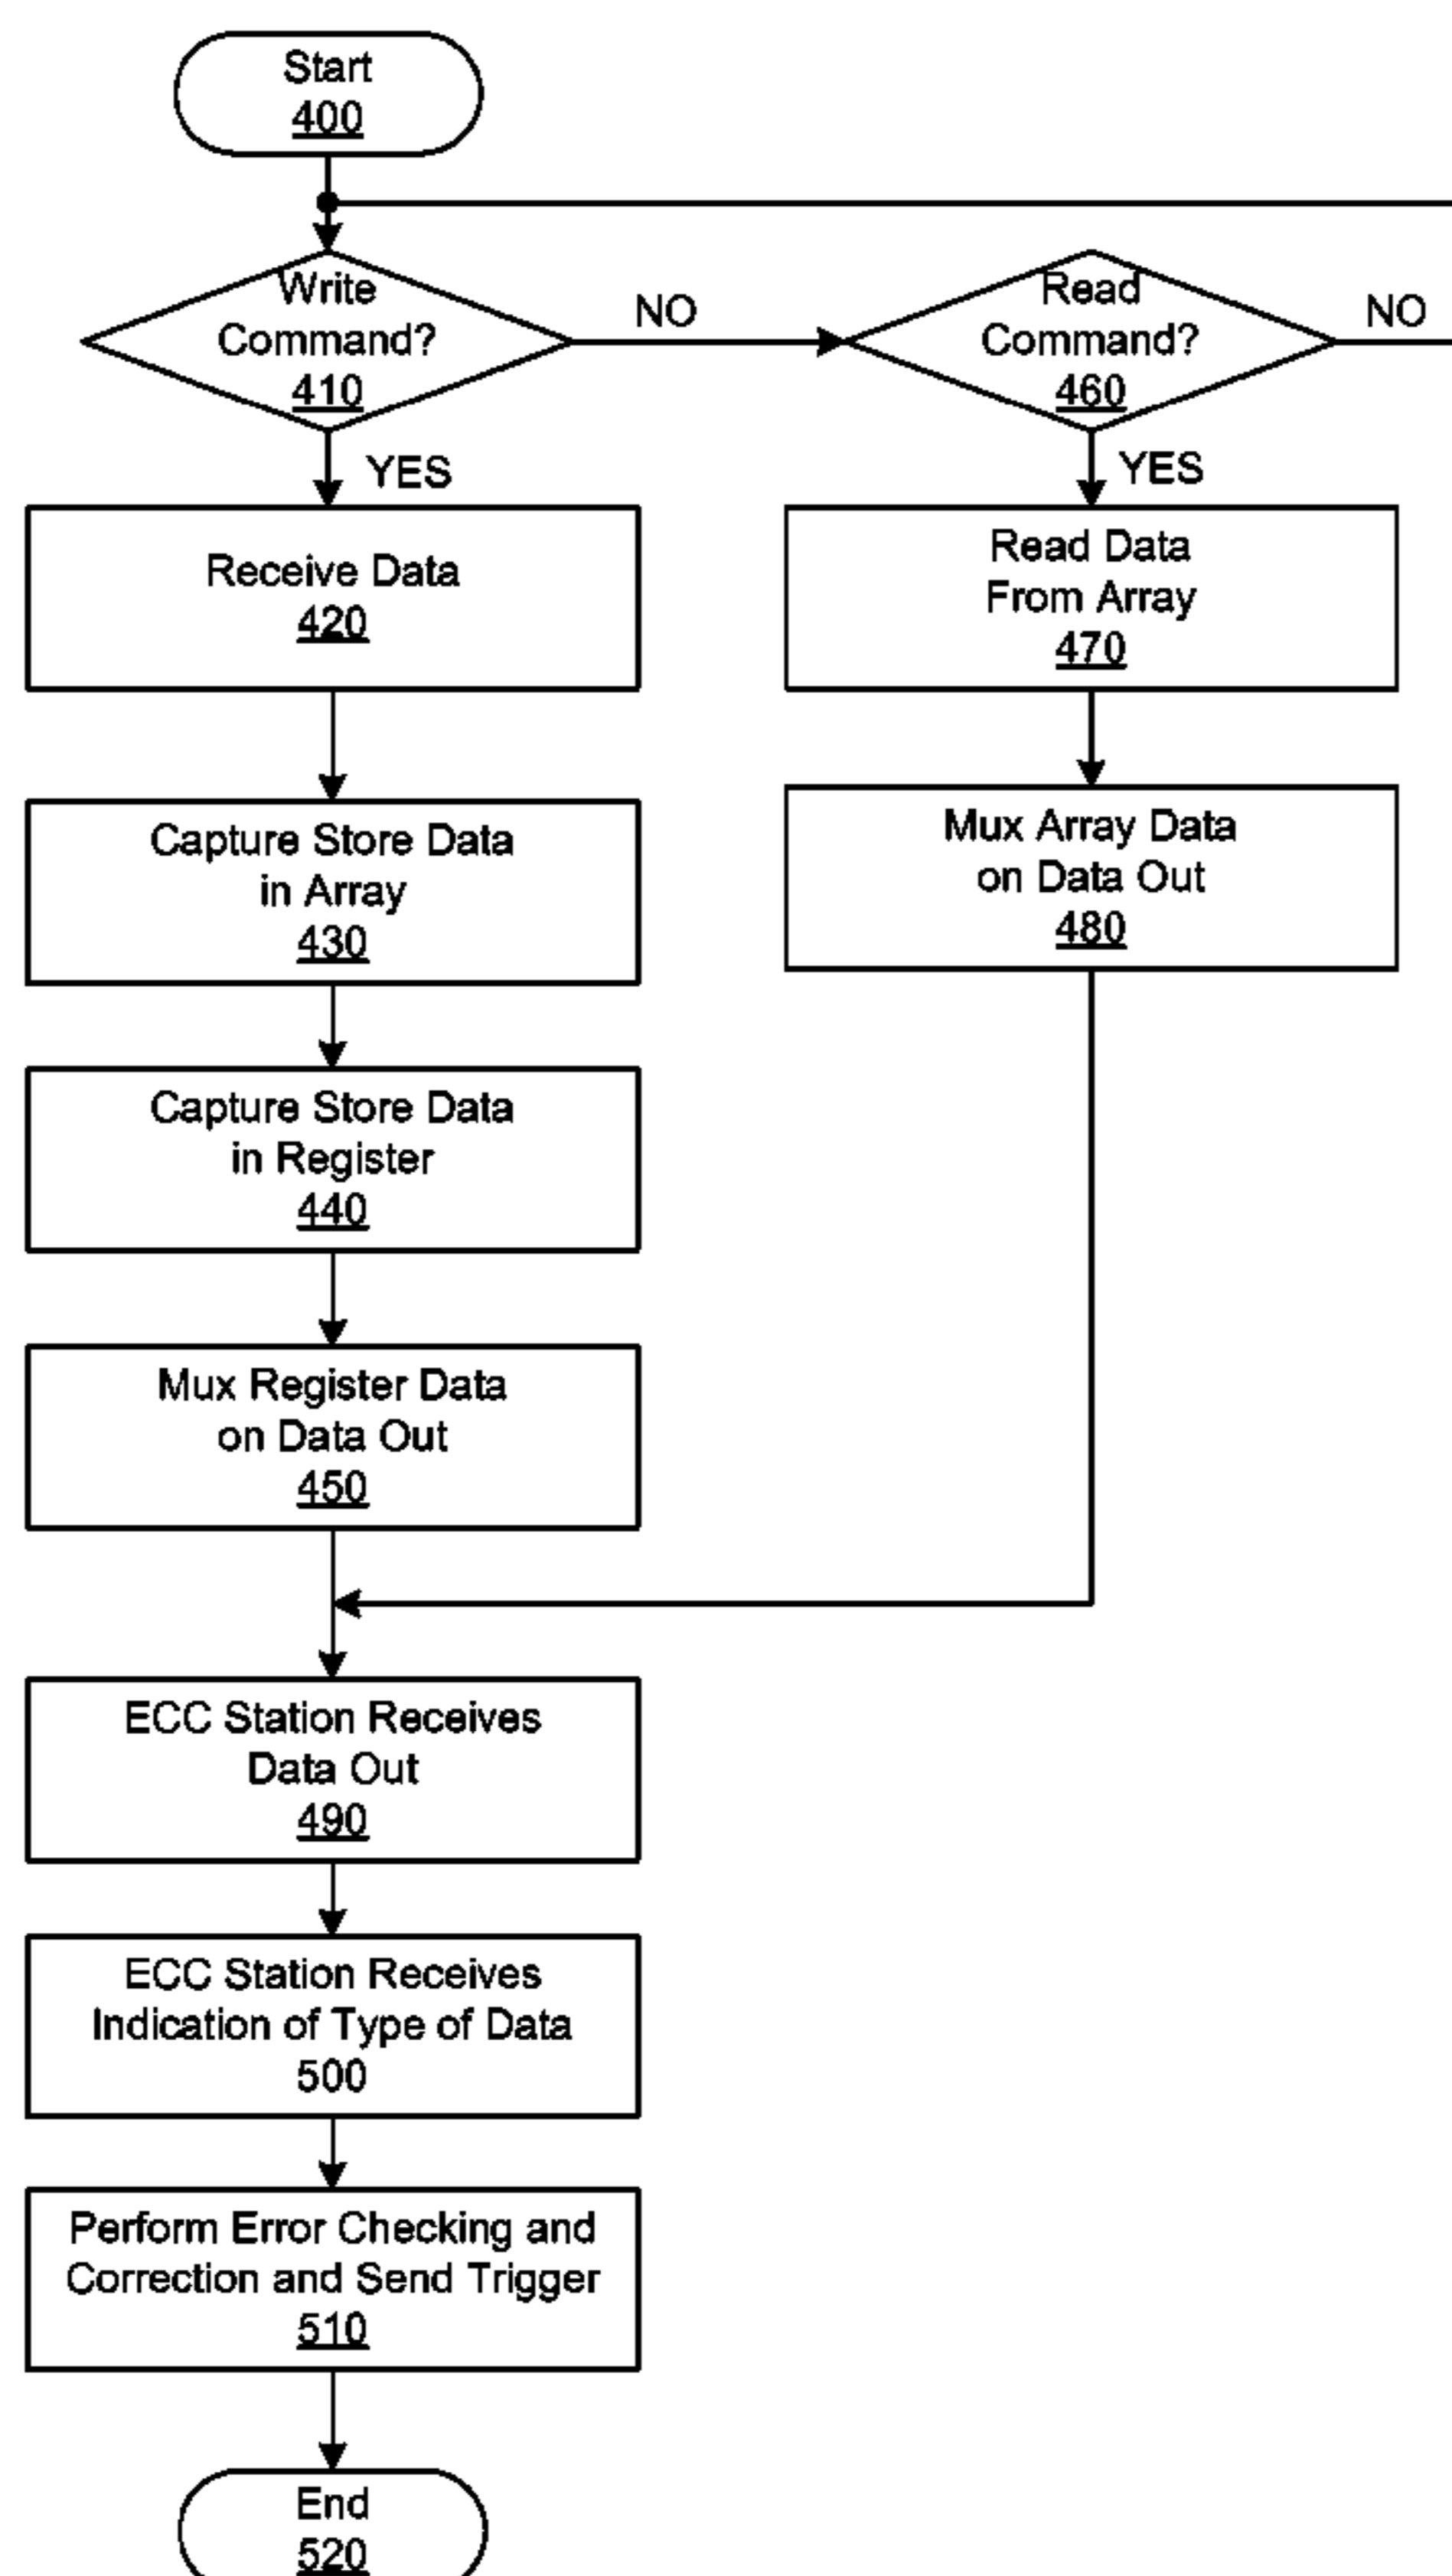 Start
400
Write
Command?
410
NO
Read
Command?
460
NO
YES
YES
Receive Data
420
Read Data
From Array
470
Capture Store Data
in Array
430
Mux Array Data
on Data Out
480
Capture Store Data
in Register
440
Mux Register Data
on Data Out
450
ECC Station Receives
Data Out
490
ECC Station Receives
Indication of Type of Data
500
Perform Error Checking and
Correction and Send Trigger
510
End
520